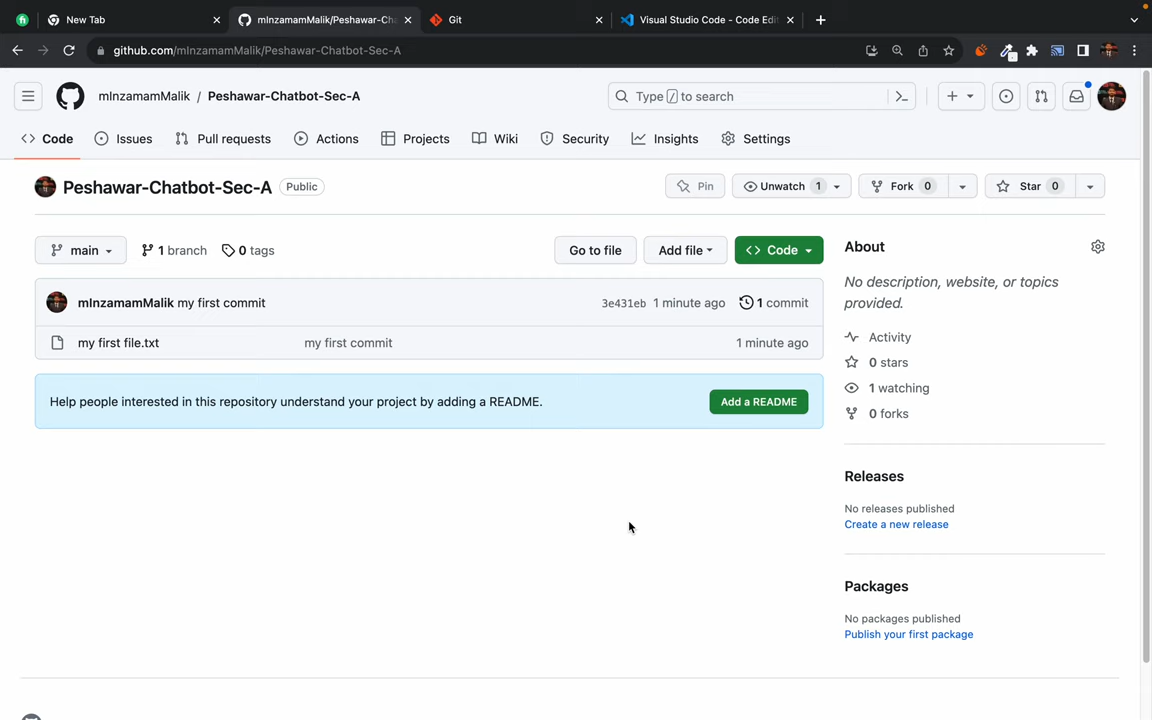 New Tab
mInzamamMalik/Peshawar-Ch
Git
Visual Studio Code - Code Edi
github.com/mInzamamMalik/Peshawar-Chatbot-Sec-A
mInzamamMalik / Peshawar-Chatbot-Sec-A
Type / to search
Code
Issues
Pull requests
Actions
Projects
Wiki
Security
Insights
Settings
Peshawar-Chatbot-Sec-A
Public
Pin
Unwatch 1
Fork 0
Star 0
main
1 branch
0 tags
Go to file
Add file
Code
mInzamamMalik my first commit
3e431eb 1 minute ago
1 commit
my first file.txt
my first commit
1 minute ago
Help people interested in this repository understand your project by adding a README.
Add a README
About
No description, website, or topics
provided.
Activity
0 stars
1 watching
0 forks
Releases
No releases published
Create a new release
Packages
No packages published
Publish your first package